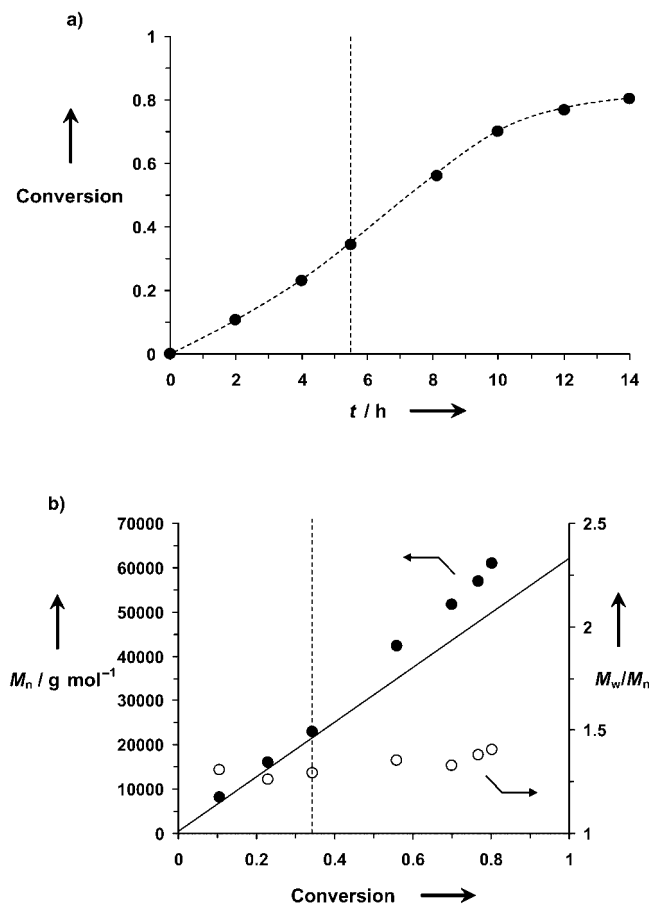 a)
1
0.8
0.6
0.4
0.2
0
Conversion
0 2 4 6 8 10 12 14
t / h
b)
70000 2.5
60000
50000 2
40000
Mₙ / g mol⁻¹ M_w/Mₙ
30000
20000 1.5
10000
0 1
0 0.2 0.4 0.6 0.8 1
Conversion